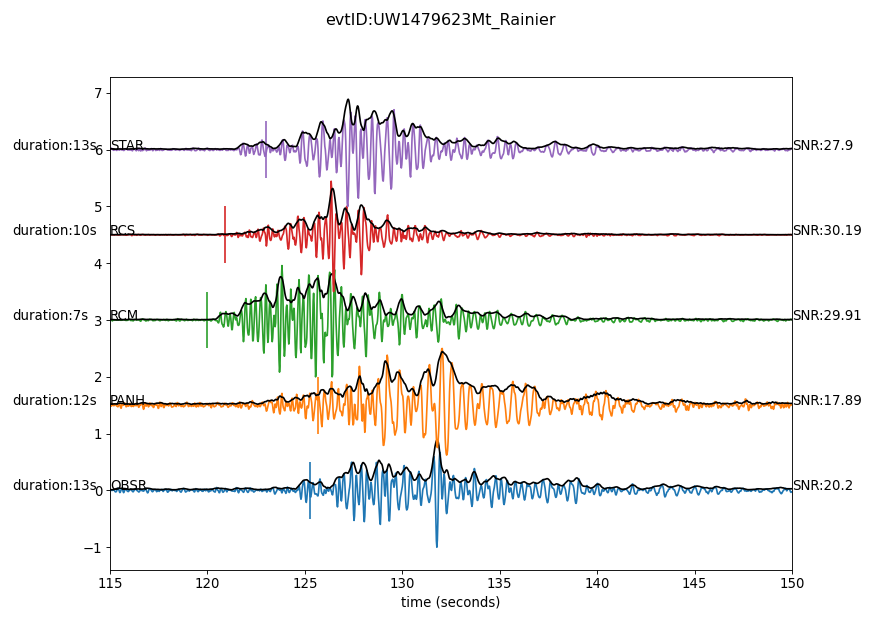 evtID:UW1479623Mt_Rainier
7
duration:13s 6 STAR SNR:27.9
5
duration:10s RCS SNR:30.19
4
duration:7s 3 RCM SNR:29.91
2
duration:12s PANH SNR:17.89
1
duration:13s 0 OBSR SNR:20.2
−1
115 120 125 130 135 140 145 150
time (seconds)